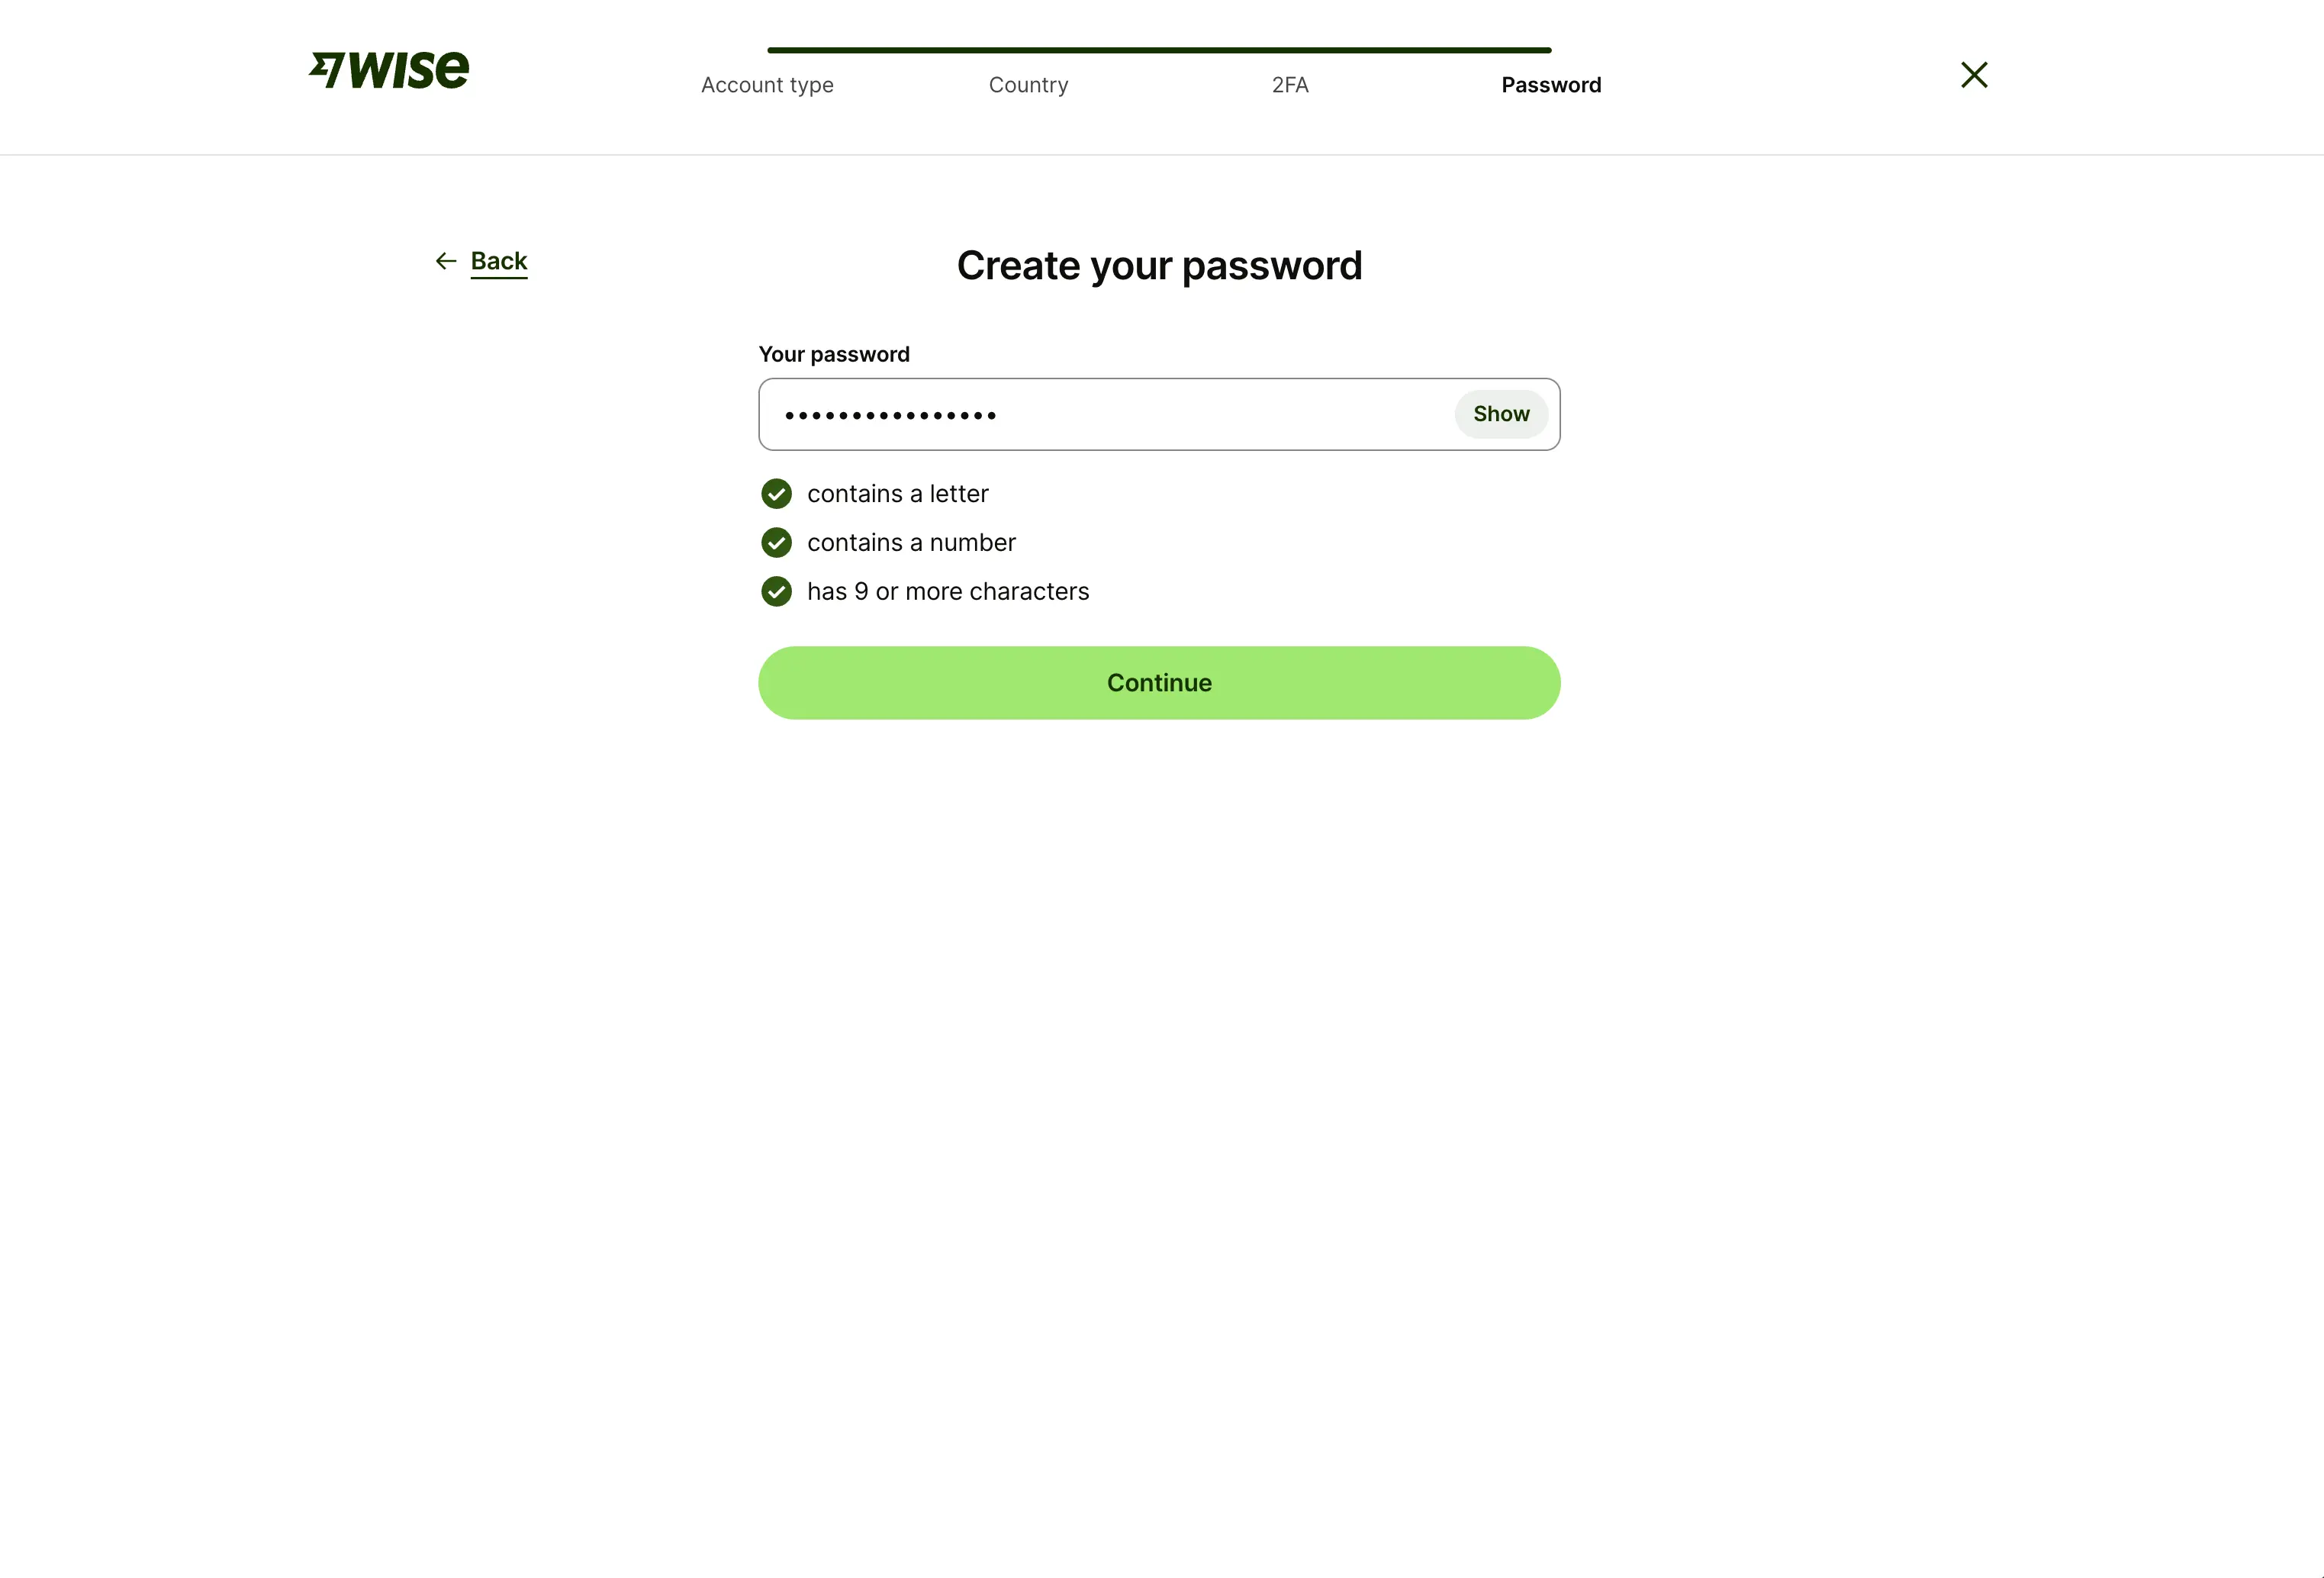 wise
Account type
Country
2FA
Password
Back
Create your password
Your password
••••••••••••••••
Show
contains a letter
contains a number
has 9 or more characters
Continue